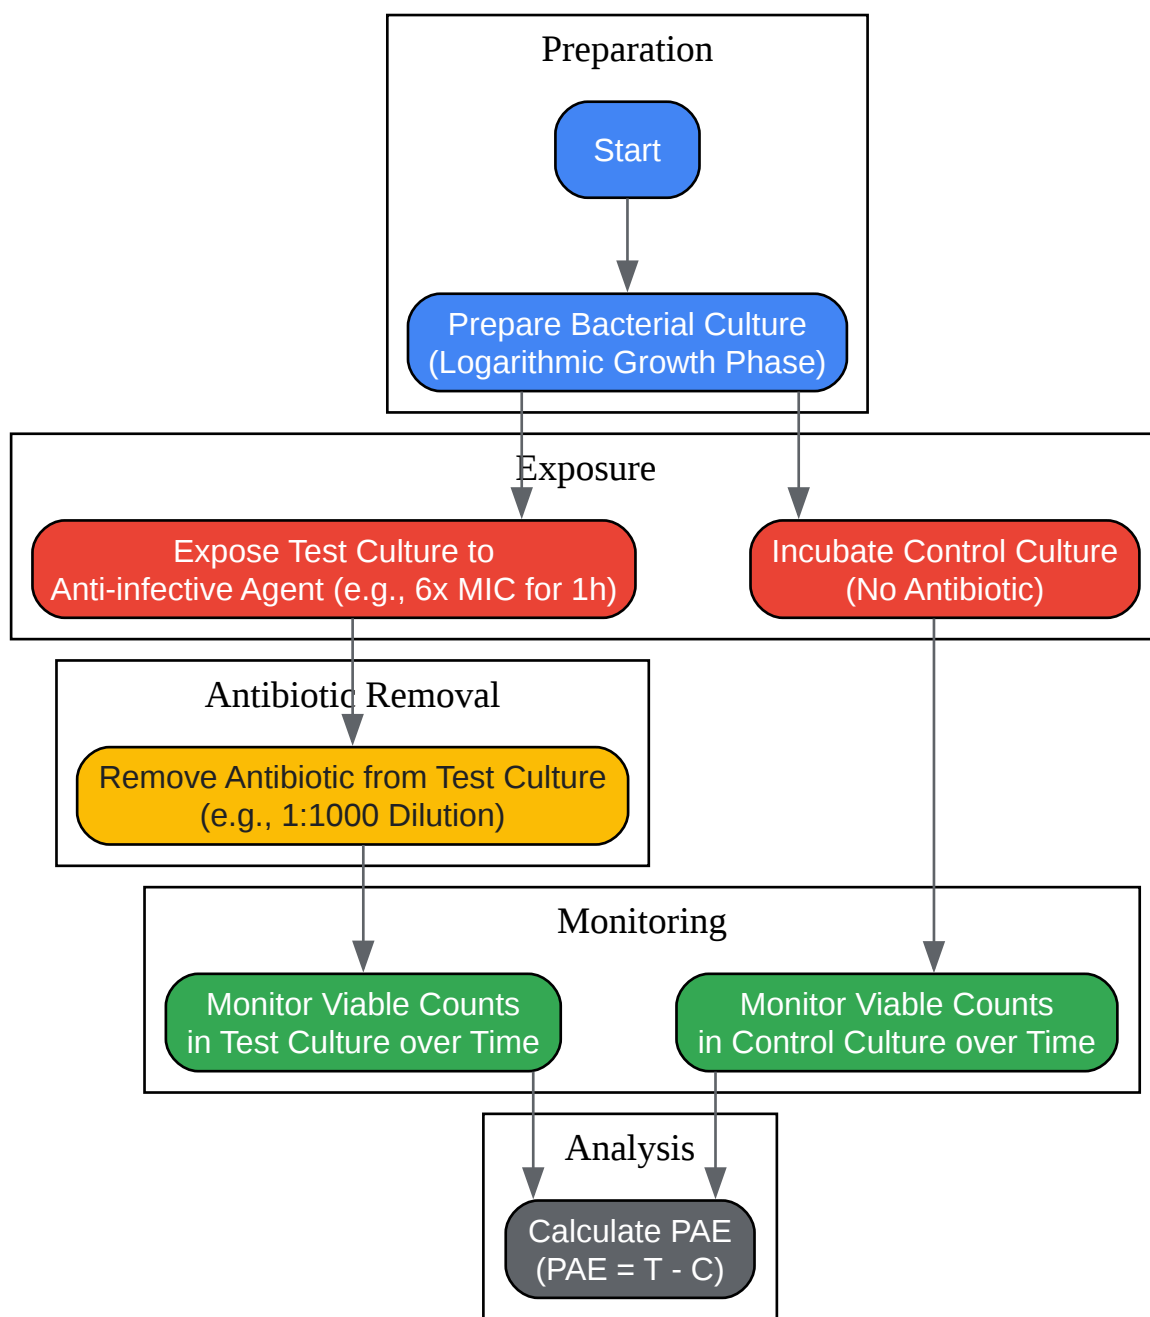 Preparation
Start
Prepare Bacterial Culture
(Logarithmic Growth Phase)
Exposure
Expose Test Culture to
Anti-infective Agent (e.g., 6x MIC for 1h)
Incubate Control Culture
(No Antibiotic)
Antibiotic Removal
Remove Antibiotic from Test Culture
(e.g., 1:1000 Dilution)
Monitoring
Monitor Viable Counts
in Test Culture over Time
Monitor Viable Counts
in Control Culture over Time
Analysis
Calculate PAE
(PAE = T - C)